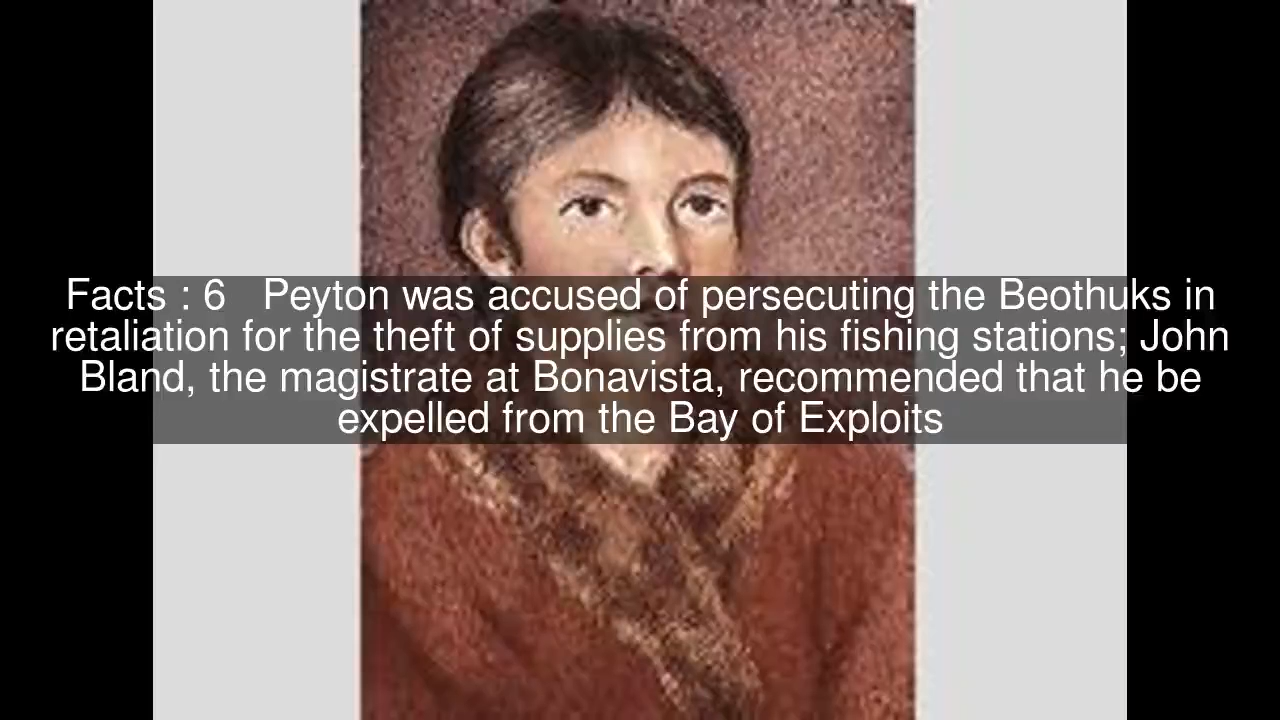 Facts : 6   Peyton was accused of persecuting the Beothuks in
retaliation for the theft of supplies from his fishing stations; John
Bland, the magistrate at Bonavista, recommended that he be
expelled from the Bay of Exploits